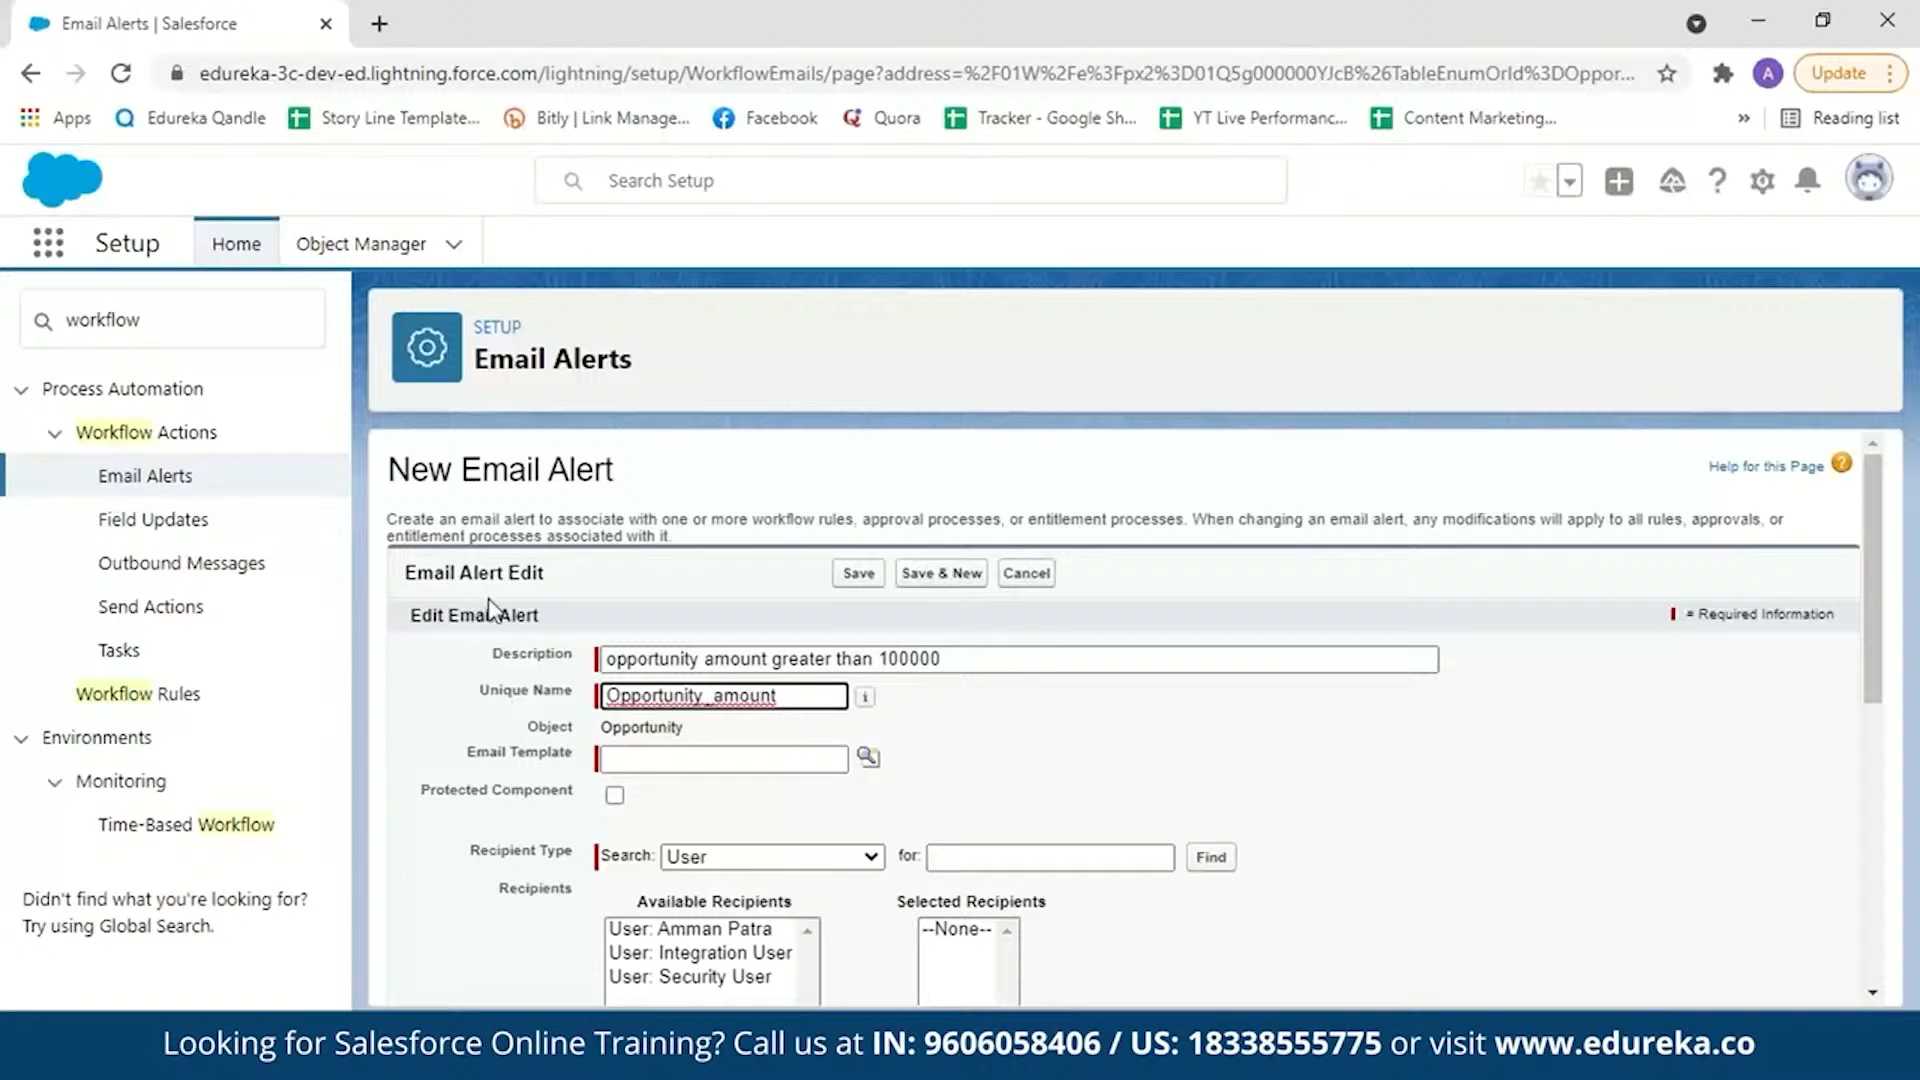 Email Alerts | Salesforce
edureka-3c-dev-ed.lightning.force.com/lightning/setup/WorkflowEmails/page?address=%2F01W%2Fe%3Fpx2%3D01Q5g000000YJcB%26TableEnumOrId%3DOppor...
A
Update
Apps
Edureka Qandle
Story Line Template...
Bitly | Link Manage...
Facebook
Quora
Tracker - Google Sh...
YT Live Performanc...
Content Marketing...
»
Reading list
Search Setup
Setup
Home
Object Manager
workflow
Process Automation
Workflow Actions
Email Alerts
Field Updates
Outbound Messages
Send Actions
Tasks
Workflow Rules
Environments
Monitoring
Time-Based Workflow
Didn't find what you're looking for?
Try using Global Search.
SETUP
Email Alerts
New Email Alert
Help for this Page
Create an email alert to associate with one or more workflow rules, approval processes, or entitlement processes. When changing an email alert, any modifications will apply to all rules, approvals, or
entitlement processes associated with it.
Email Alert Edit
Save
Save & New
Cancel
Edit Email Alert
= Required Information
Description
opportunity amount greater than 100000
Unique Name
Opportunity_amount
i
Object
Opportunity
Email Template
Protected Component
Recipient Type
Search: User
for:
Find
Recipients
Available Recipients
Selected Recipients
User: Amman Patra
User: Integration User
User: Security User
--None--
Looking for Salesforce Online Training? Call us at IN: 9606058406 / US: 18338555775 or visit www.edureka.co